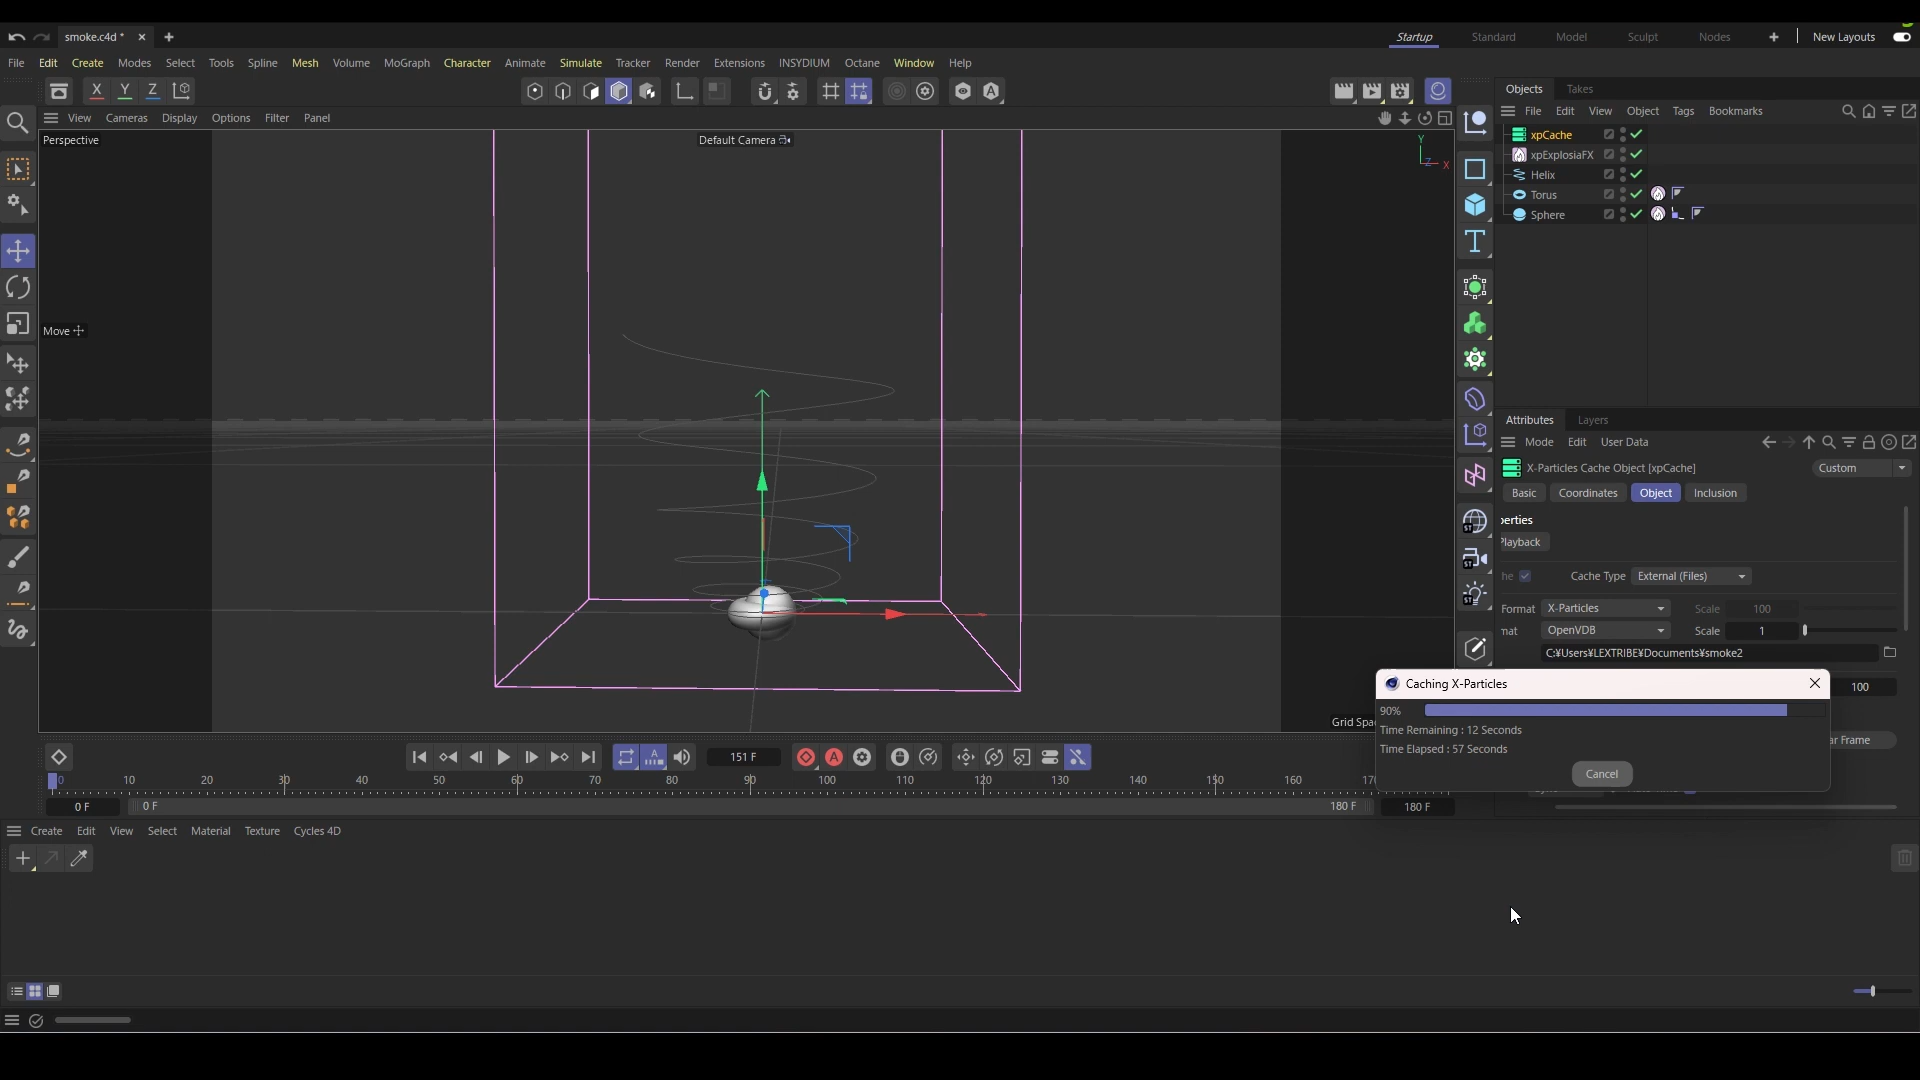 smoke.c4d *
Startup
Standard
Model
Sculpt
Nodes
New Layouts
File Edit Create Modes Select Tools Spline Mesh Volume MoGraph Character Animate Simulate Tracker Render Extensions INSYDIUM Octane Window Help
X Y Z
Objects Takes
View Cameras Display Options Filter Panel
File Edit View Object Tags Bookmarks
Perspective
Default Camera
Y
Z
X
xpCache
xpExplosiaFX
Helix
Torus
Sphere
Move
Attributes Layers
Mode Edit User Data
X-Particles Cache Object [xpCache]
Custom
Basic Coordinates Object Inclusion
perties
Playback
he
Cache Type External (Files)
Format X-Particles Scale 100
mat OpenVDB Scale 1
C:¥Users¥LEXTRIBE¥Documents¥smoke2
Caching X-Particles
100
90%
Grid Spa
Time Remaining : 12 Seconds
ar Frame
Time Elapsed : 57 Seconds
151 F
Cancel
0 10 20 30 40 50 60 70 80 90 100 110 120 130 140 150 160 17
0 F
0 F
180 F
180 F
Create Edit View Select Material Texture Cycles 4D